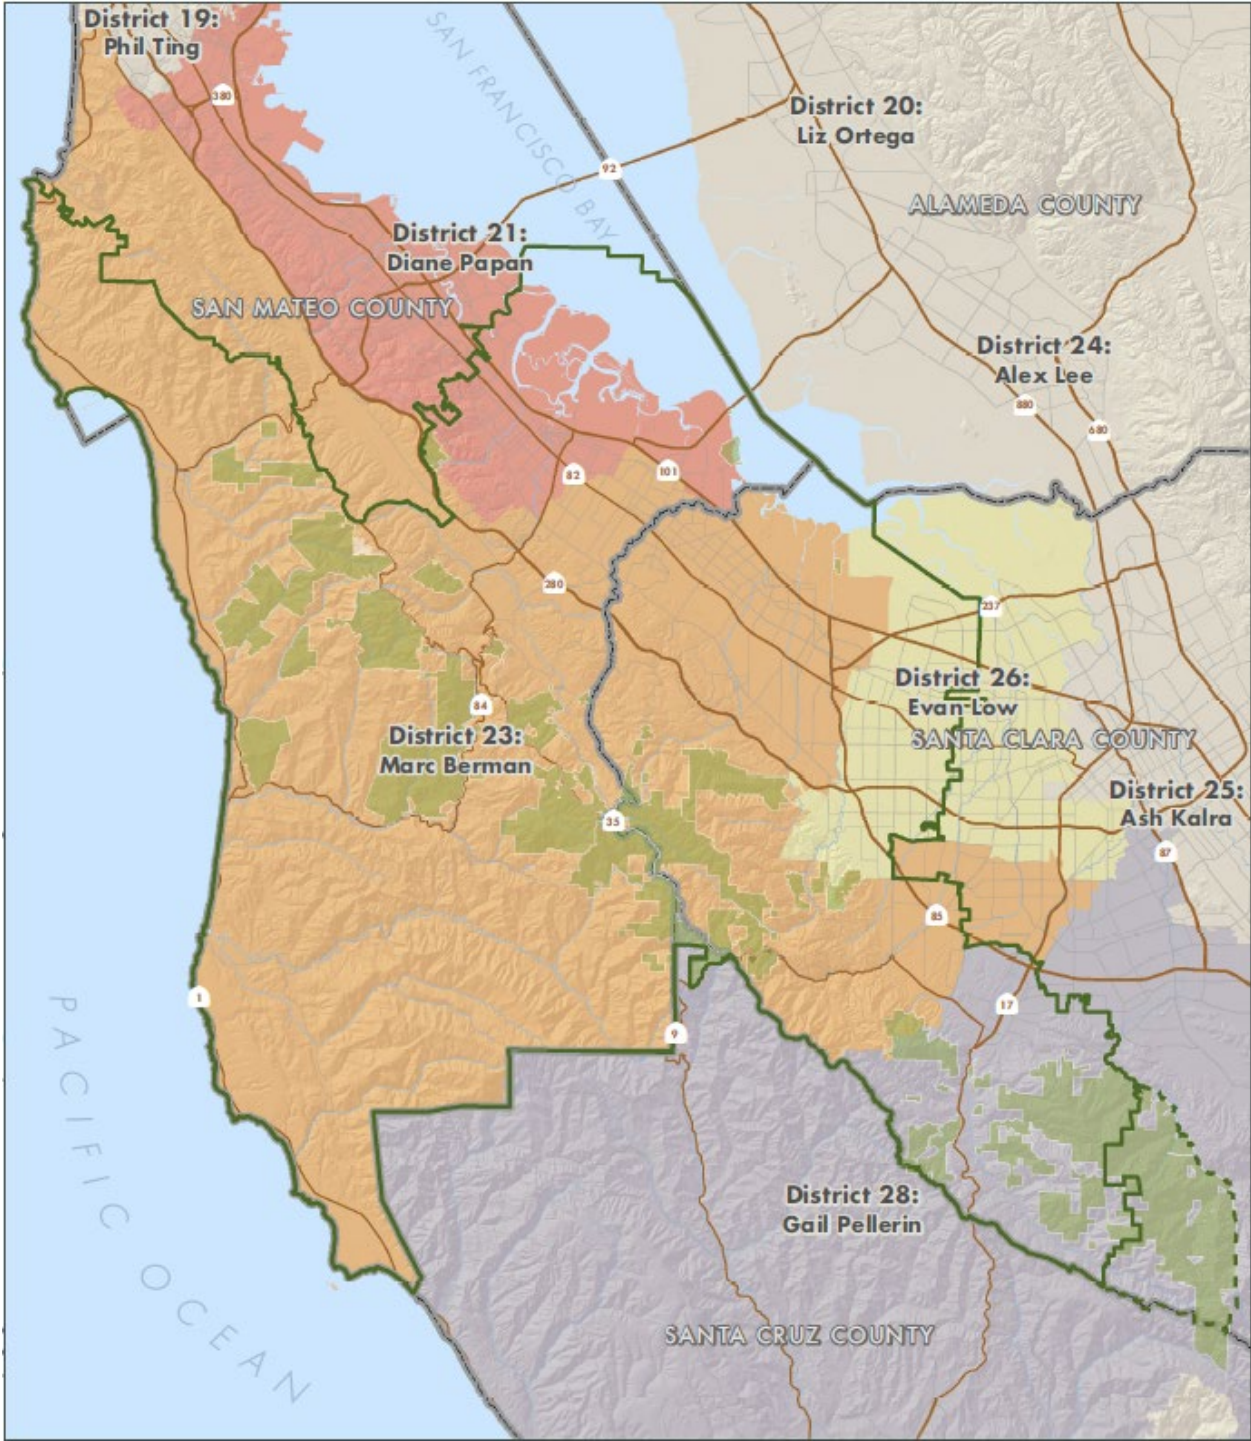 District 19:
Phil Ting
SAN FRANCISCO BAY
380
District 20:
Liz Ortega
92
ALAMEDA COUNTY
District 21:
Diane Papan
SAN MATEO COUNTY
District 24:
Alex Lee
880
680
82
101
280
237
District 26:
Evan Low
84
District 23:
Marc Berman
SANTA CLARA COUNTY
District 25:
Ash Kalra
35
87
85
1
17
9
PACIFIC OCEAN
District 28:
Gail Pellerin
SANTA CRUZ COUNTY